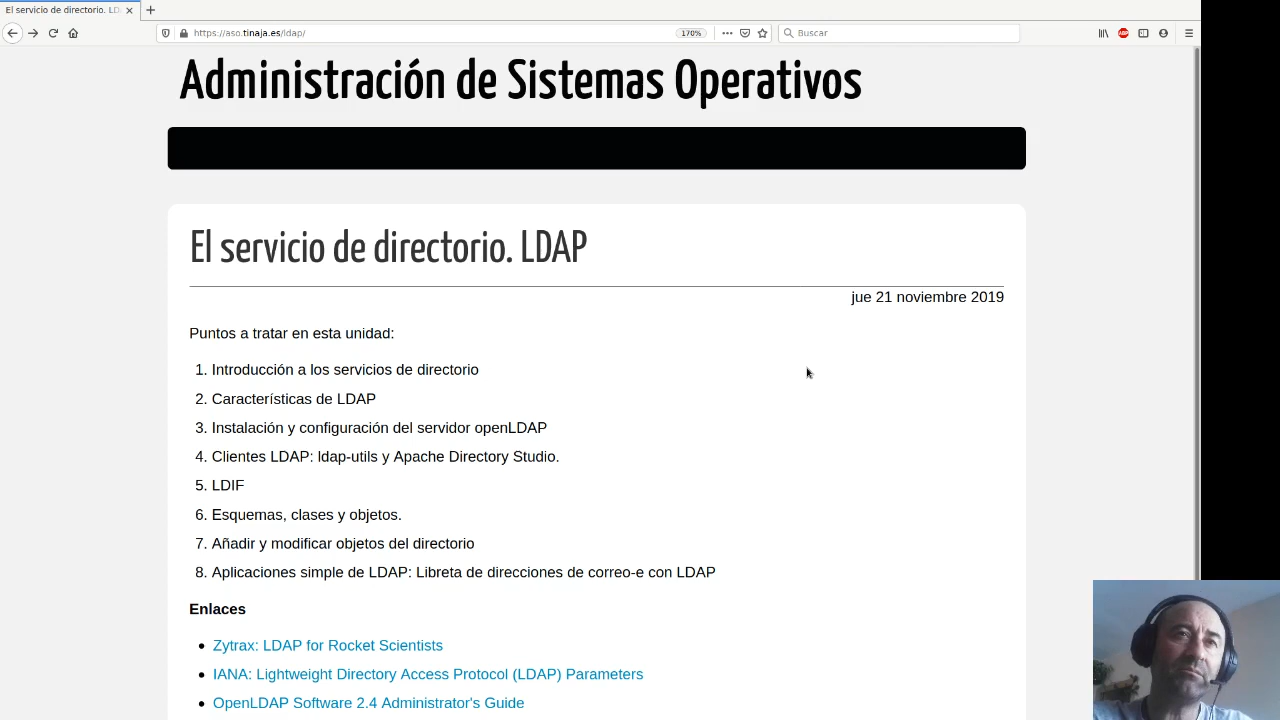 El servicio de directorio. LD
https://aso.tinaja.es/ldap/
170%
Buscar
ABP
Administración de Sistemas Operativos
El servicio de directorio. LDAP
jue 21 noviembre 2019
Puntos a tratar en esta unidad:
1. Introducción a los servicios de directorio
2. Características de LDAP
3. Instalación y configuración del servidor openLDAP
4. Clientes LDAP: ldap-utils y Apache Directory Studio.
5. LDIF
6. Esquemas, clases y objetos.
7. Añadir y modificar objetos del directorio
8. Aplicaciones simple de LDAP: Libreta de direcciones de correo-e con LDAP
Enlaces
• Zytrax: LDAP for Rocket Scientists
• IANA: Lightweight Directory Access Protocol (LDAP) Parameters
• OpenLDAP Software 2.4 Administrator's Guide